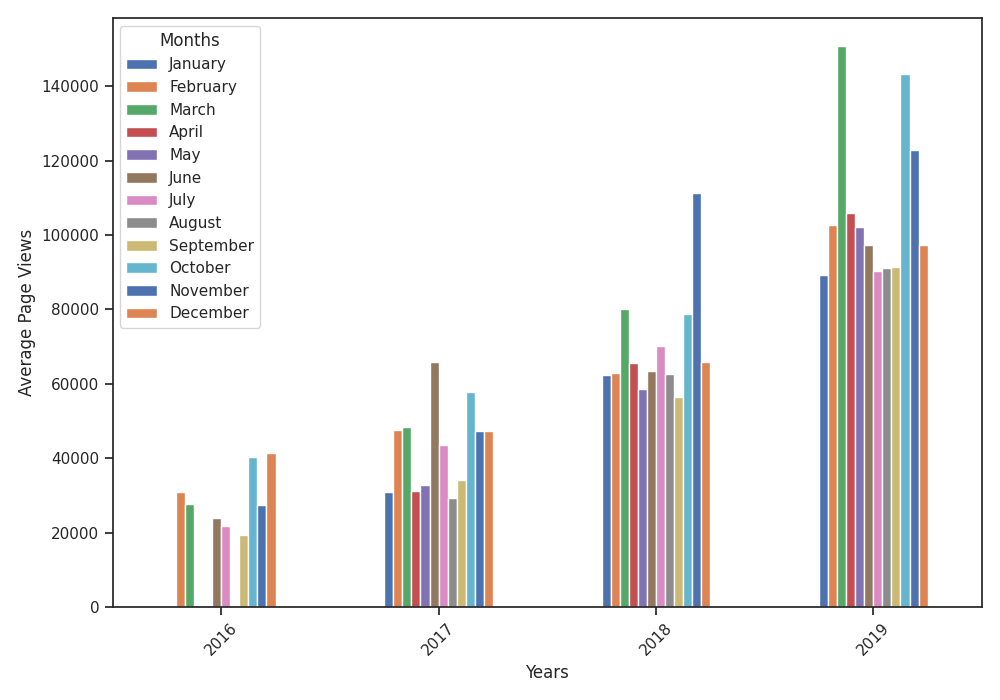 Months
January
February
March
April
May
June
July
August
September
October
November
December
Average Page Views
140000
120000
100000
80000
60000
40000
20000
0
2016
2017
2018
2019
Years